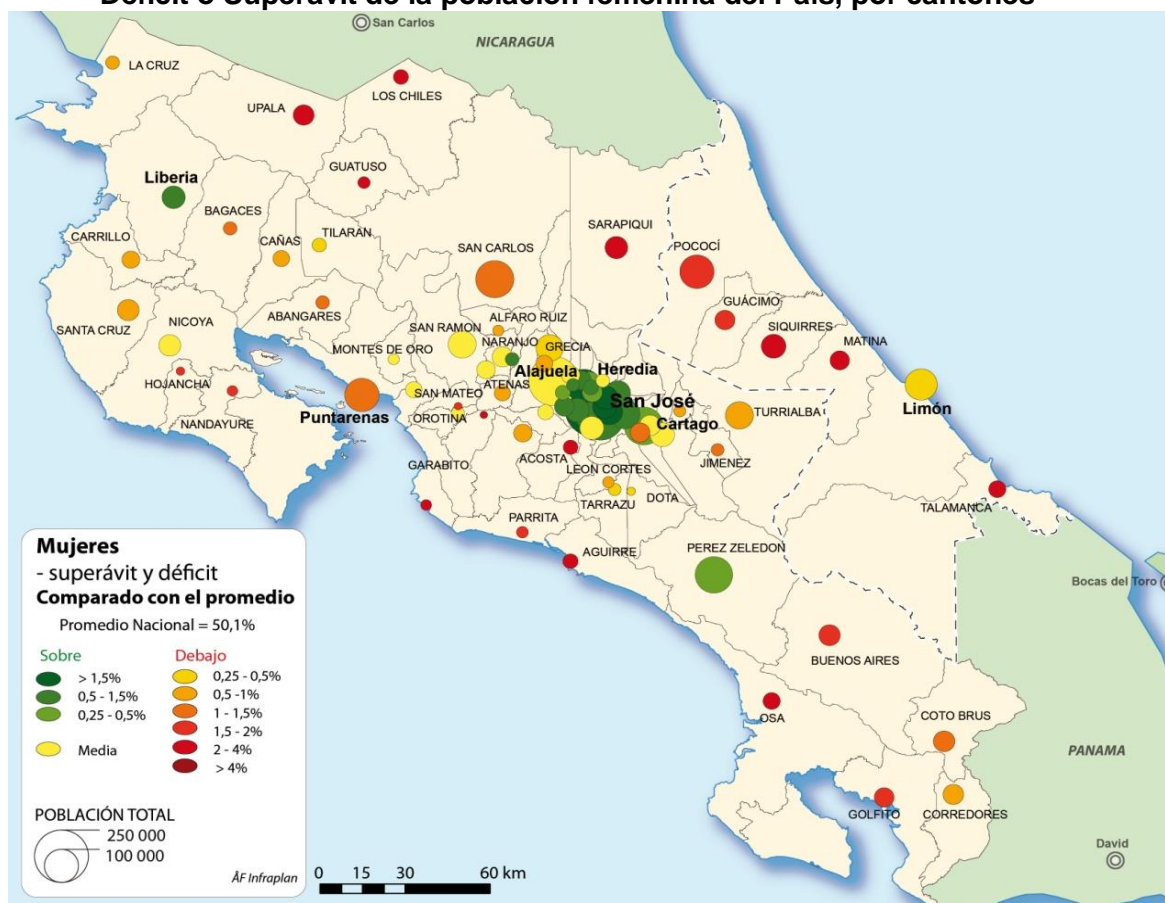 Déficit o Superávit de la población femenina del País, por cantones
San Carlos
NICARAGUA
LA CRUZ
LOS CHILES
UPALA
GUATUSO
Liberia
BAGACES
CARRILLO
CAÑAS
TILARAN
SAN CARLOS
SARAPIQUI
POCOCÍ
GUÁCIMO
SIQUIRRES
MATINA
SANTA CRUZ
NICOYA
ABANGARES
SAN RAMON
ALFARO RUIZ
NARANJO
GRECIA
MONTES DE ORO
HOJANCHA
Alajuela
Heredia
ATENAS
SAN MATEO
San José
Limón
NANDAYURE
Puntarenas
OROTINA
Cartago
TURRIALBA
GARABITO
ACOSTA
JIMENEZ
LEON CORTES
DOTA
TARRAZU
TALAMANCA
PARRITA
AGUIRRE
PEREZ ZELEDON
Bocas del Toro
BUENOS AIRES
OSA
COTO BRUS
PANAMA
GOLFITO
CORREDORES
David
Mujeres
- superávit y déficit
Comparado con el promedio
Promedio Nacional = 50,1%
Sobre
> 1,5%
0,5 - 1,5%
0,25 - 0,5%
Media
Debajo
0,25 - 0,5%
0,5 -1%
1 - 1,5%
1,5 - 2%
2 - 4%
> 4%
POBLACIÓN TOTAL
250 000
100 000
ÅF Infraplan
0 15 30 60 km